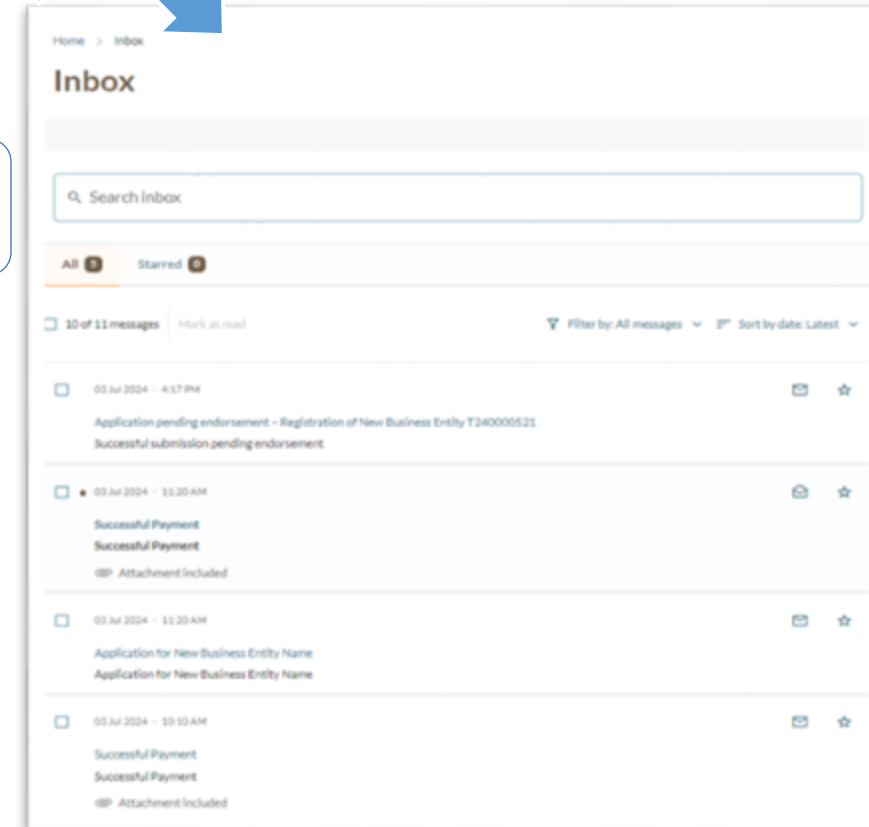 Home > Inbox
Inbox
Search inbox
All 5 Starred 0
10 of 11 messages Mark as read Filter by: All messages Sort by date: Latest
03 Jul 2024 · 4:17 PM
Application pending endorsement – Registration of New Business Entity T240000521
Successful submission pending endorsement
03 Jul 2024 · 11:20 AM
Successful Payment
Successful Payment
Attachment included
03 Jul 2024 · 11:20 AM
Application for New Business Entity Name
Application for New Business Entity Name
03 Jul 2024 · 10:10 AM
Successful Payment
Successful Payment
Attachment included